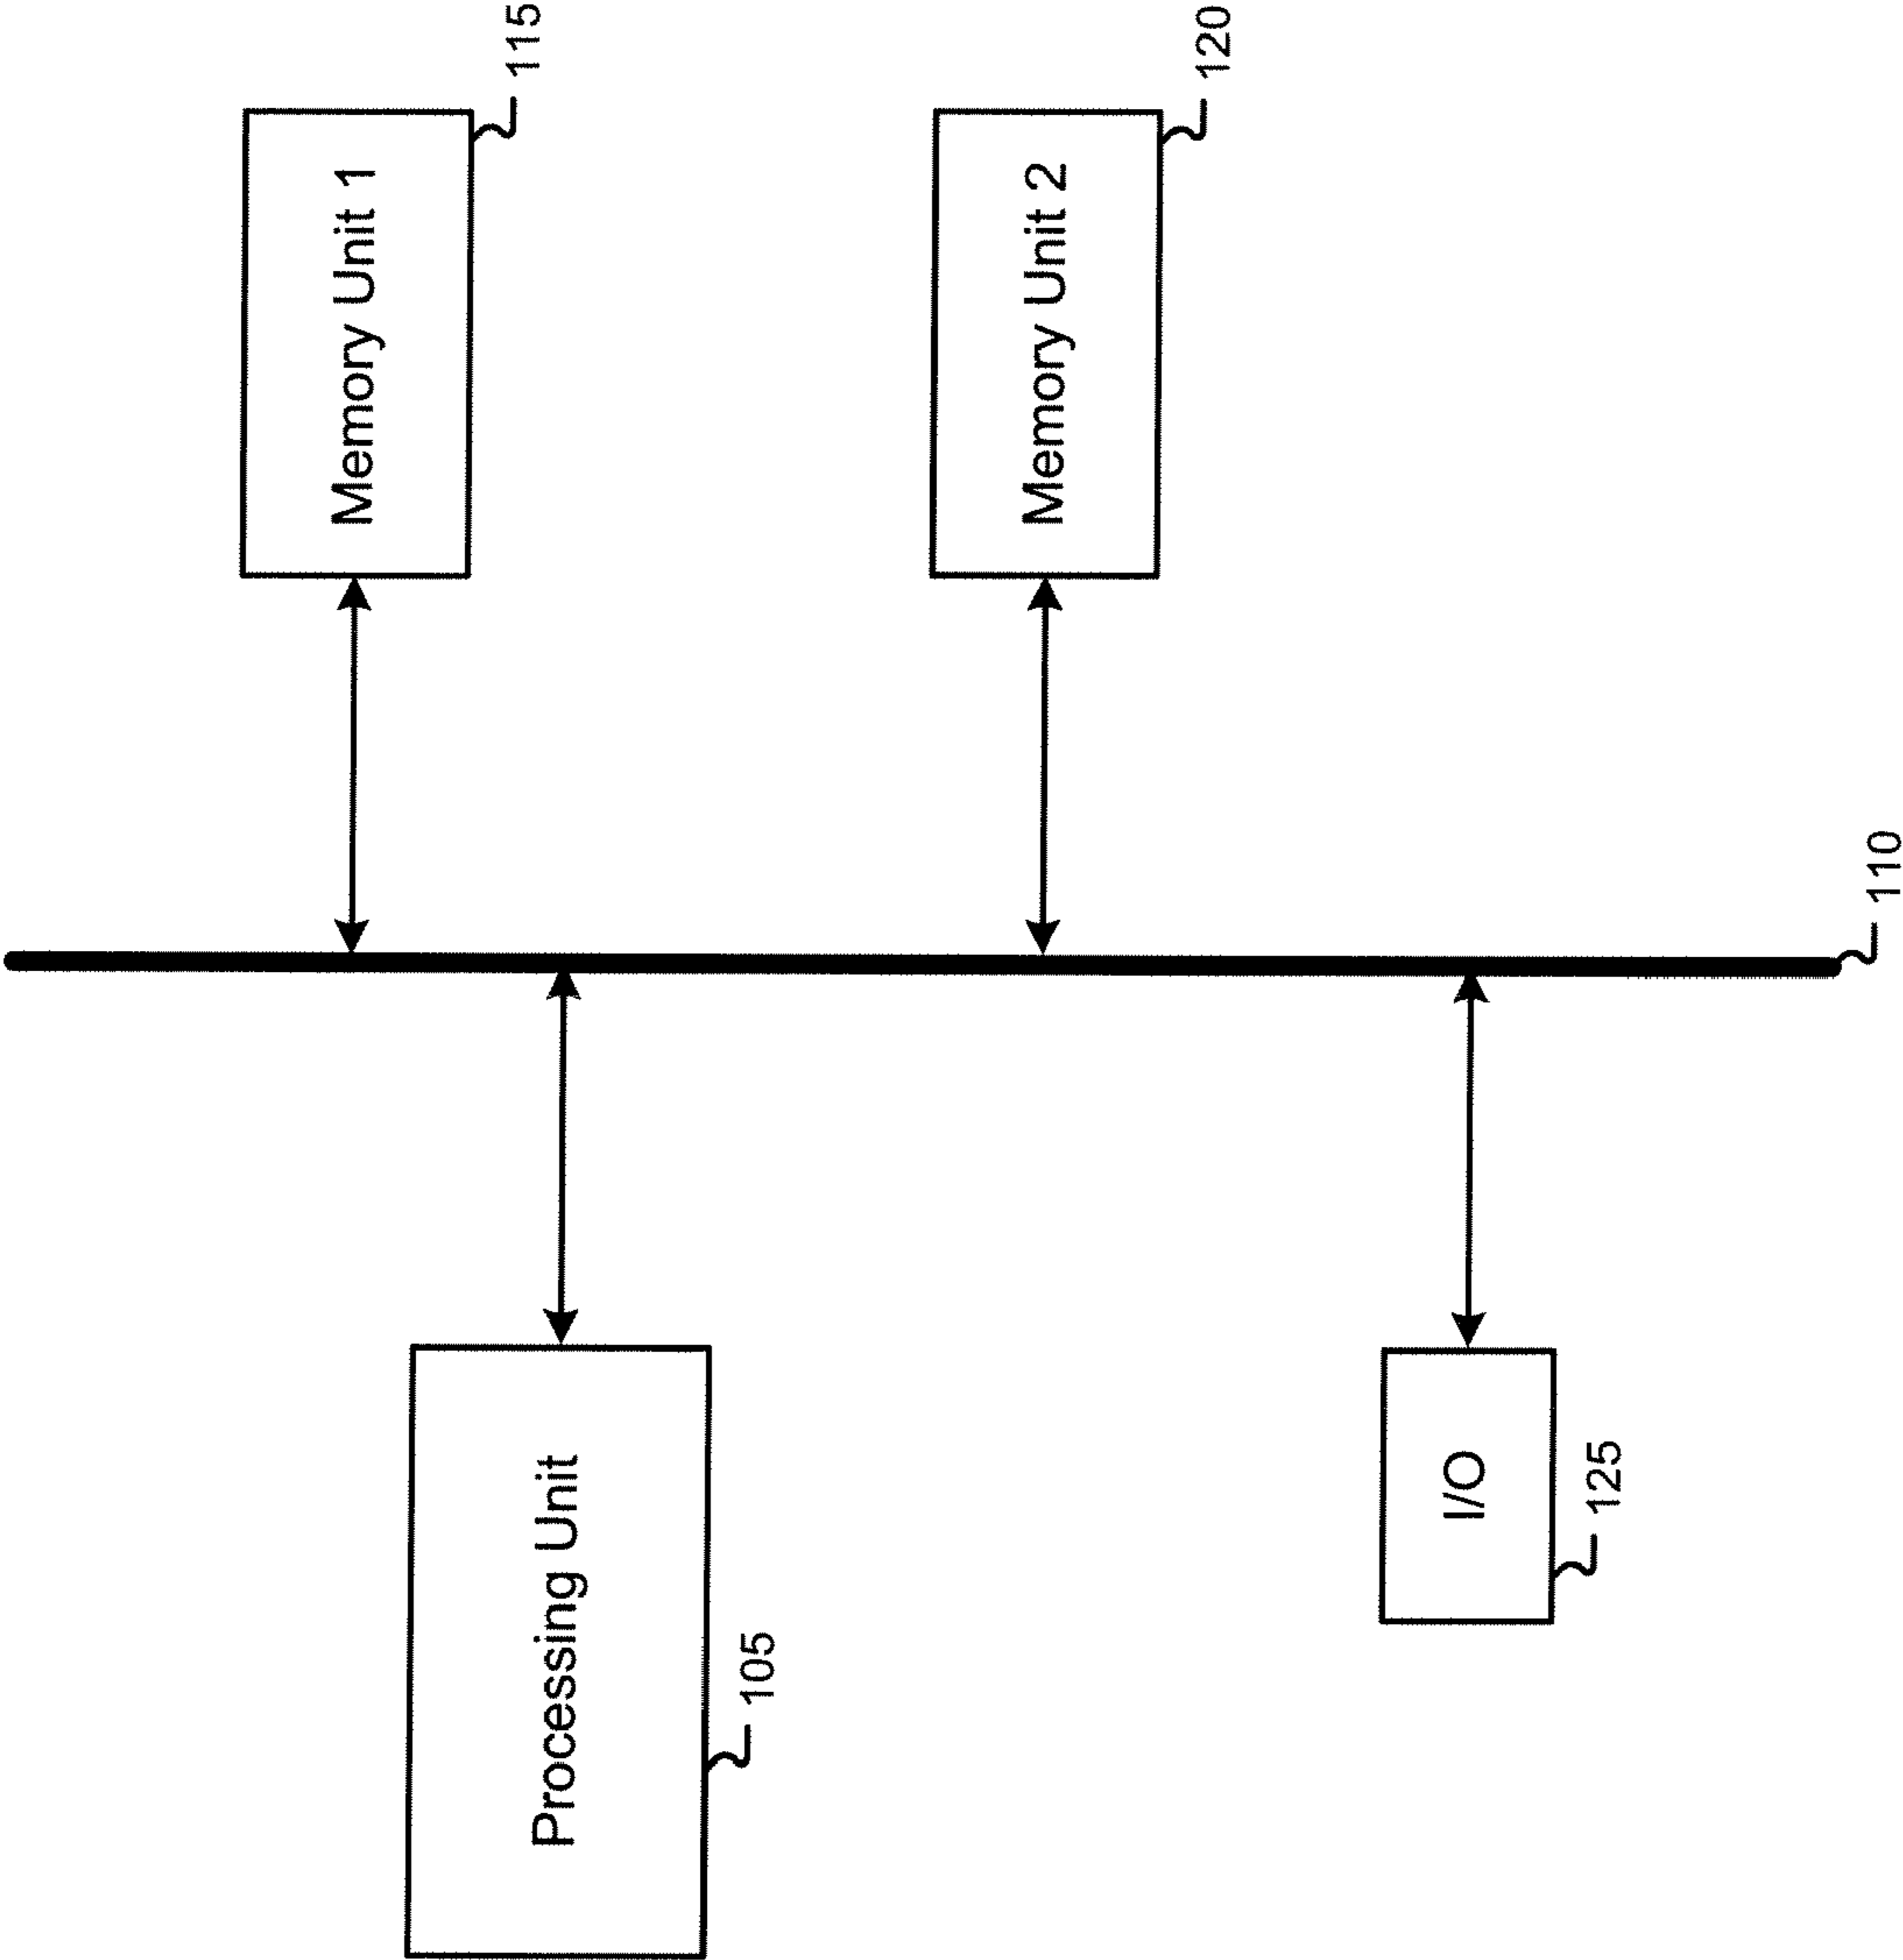 Memory Unit 1
115
Memory Unit 2
120
110
Processing Unit
105
I/O
125